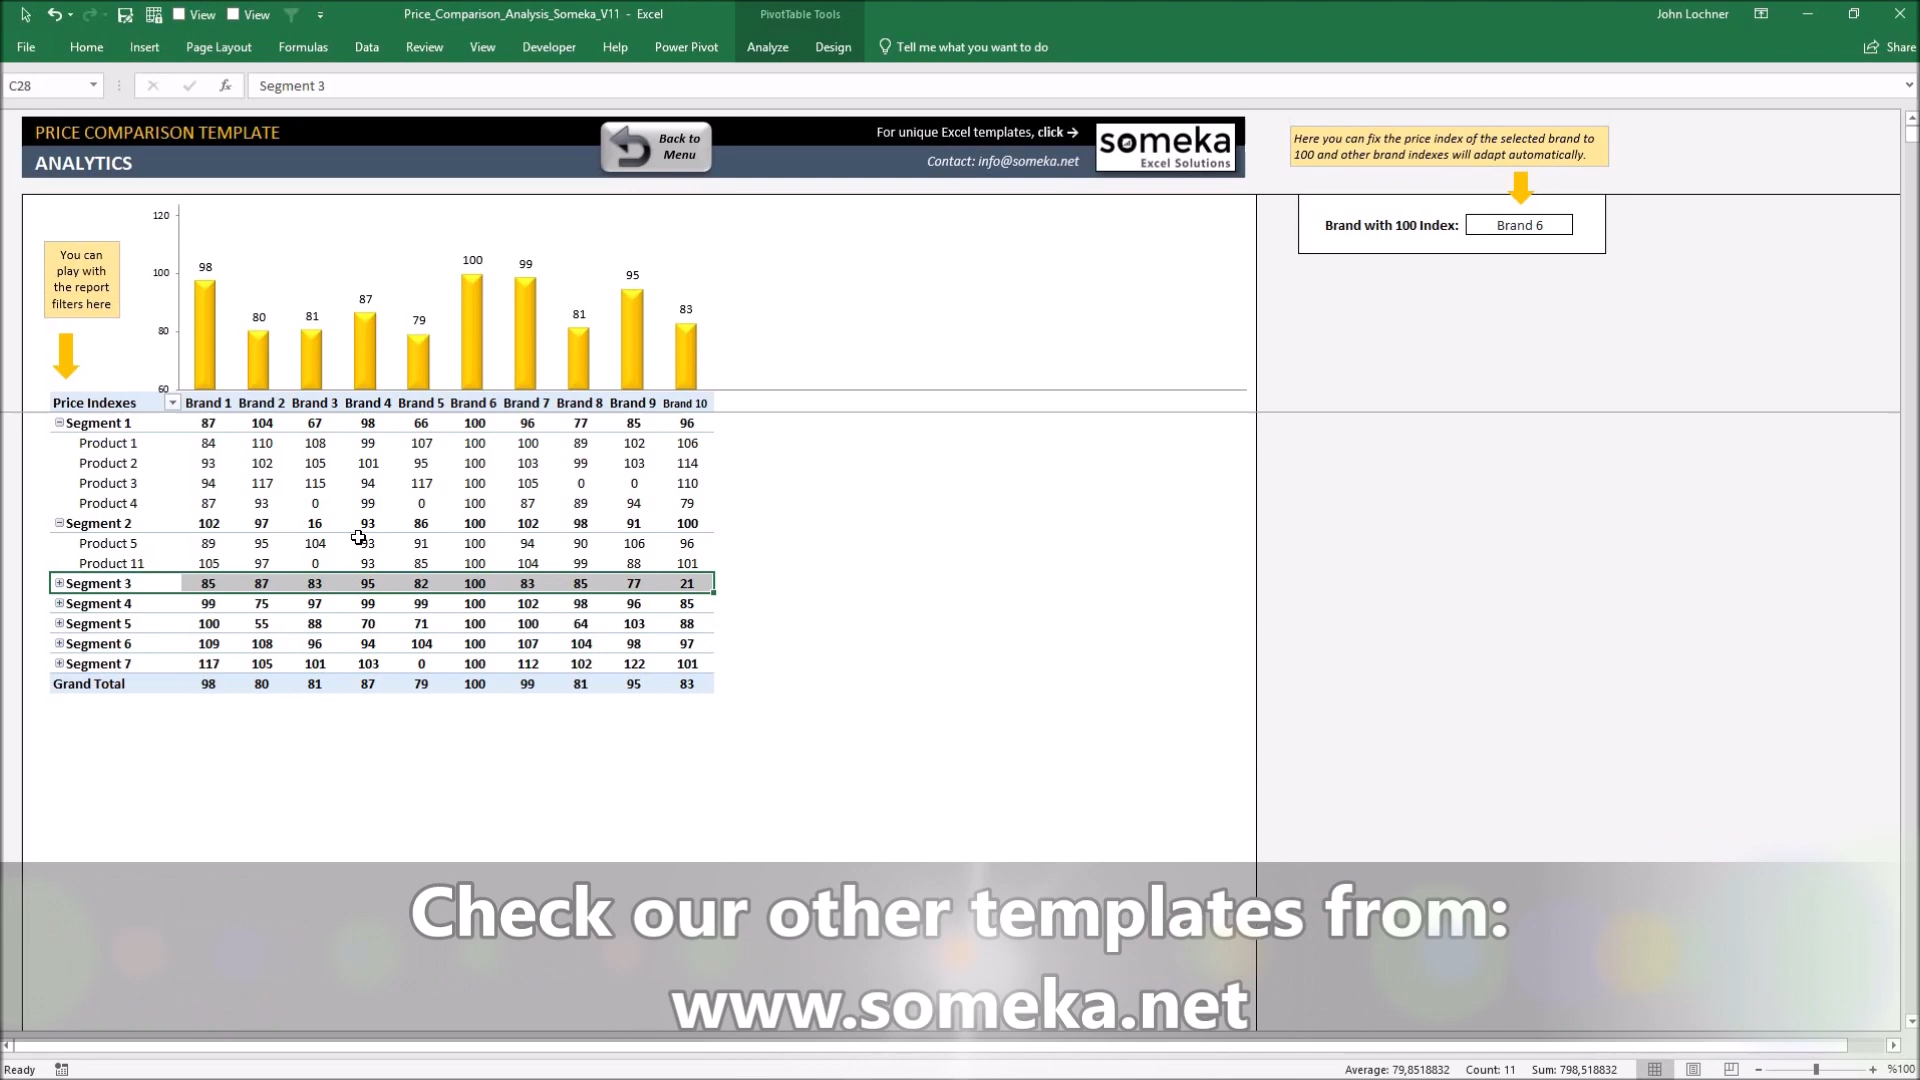 View View Price_Comparison_Analysis_Someka_V11 - Excel PivotTable Tools John Lochner
File Home Insert Page Layout Formulas Data Review View Developer Help Power Pivot Analyze Design Tell me what you want to do Share
C28 fx Segment 3
PRICE COMPARISON TEMPLATE
ANALYTICS
Back to
Menu
For unique Excel templates, click →
Contact: info@someka.net
someka
Excel Solutions
Here you can fix the price index of the selected brand to
100 and other brand indexes will adapt automatically.
Brand with 100 Index: Brand 6
You can
play with
the report
filters here
120
100
80
60
98 80 81 87 79 100 99 81 95 83
Price Indexes Brand 1 Brand 2 Brand 3 Brand 4 Brand 5 Brand 6 Brand 7 Brand 8 Brand 9 Brand 10
Segment 1 87 104 67 98 66 100 96 77 85 96
Product 1 84 110 108 99 107 100 100 89 102 106
Product 2 93 102 105 101 95 100 103 99 103 114
Product 3 94 117 115 94 117 100 105 0 0 110
Product 4 87 93 0 99 0 100 87 89 94 79
Segment 2 102 97 16 93 86 100 102 98 91 100
Product 5 89 95 104 93 91 100 94 90 106 96
Product 11 105 97 0 93 85 100 104 99 88 101
Segment 3 85 87 83 95 82 100 83 85 77 21
Segment 4 99 75 97 99 99 100 102 98 96 85
Segment 5 100 55 88 70 71 100 100 64 103 88
Segment 6 109 108 96 94 104 100 107 104 98 97
Segment 7 117 105 101 103 0 100 112 102 122 101
Grand Total 98 80 81 87 79 100 99 81 95 83
Check our other templates from:
www.someka.net
Ready Average: 79,8518832 Count: 11 Sum: 798,518832 %100